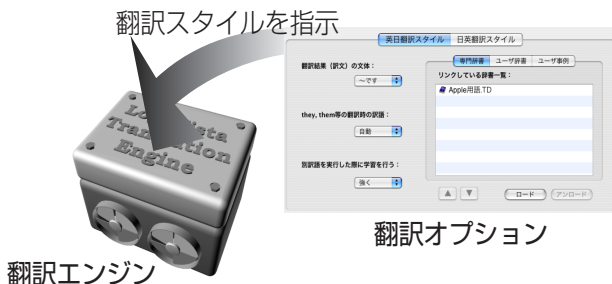 翻訳スタイルを指示
英日翻訳スタイル 日英翻訳スタイル
翻訳結果（訳文）の文体：
～です
they, them等の翻訳時の訳語：
自動
別訳語を実行した際に学習を行う：
強く
専門辞書 ユーザ辞書 ユーザ事例
リンクしている辞書一覧：
Apple用語.TD
ロード アンロード
LogoVista
Translation
Engine
翻訳エンジン
翻訳オプション